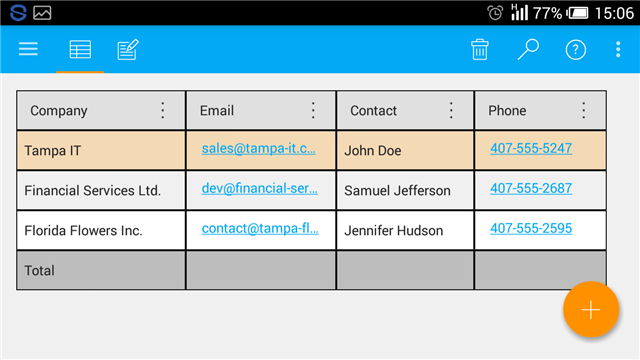 H 77% 15:06
Company Email Contact Phone
Tampa IT sales@tampa-it.c... John Doe 407-555-5247
Financial Services Ltd. dev@financial-ser... Samuel Jefferson 407-555-2687
Florida Flowers Inc. contact@tampa-fl... Jennifer Hudson 407-555-2595
Total